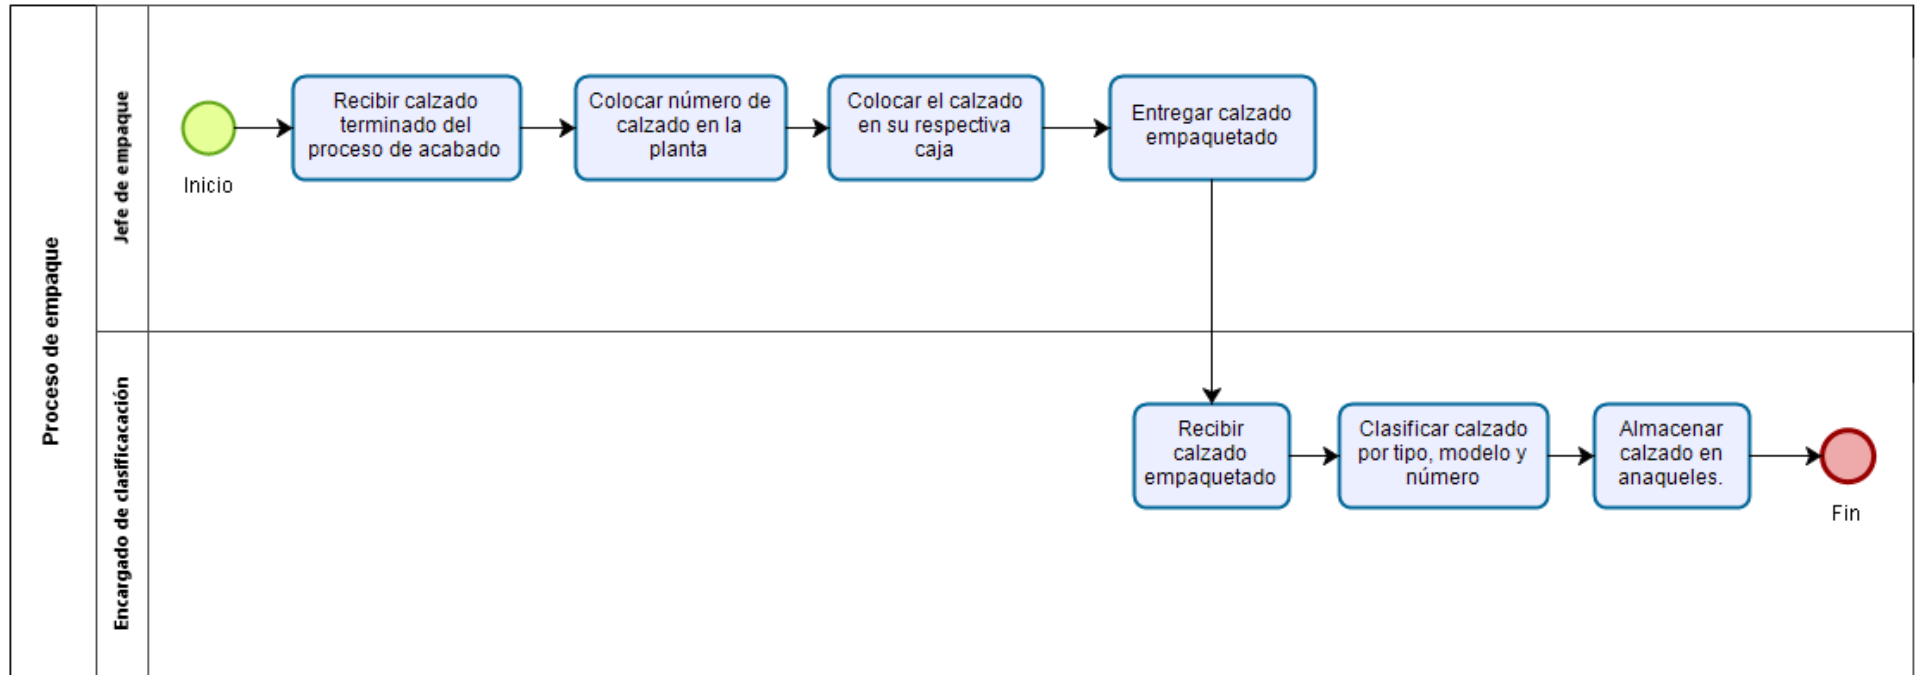 Proceso de empaque
Jefe de empaque
Inicio
Recibir calzado
terminado del
proceso de acabado
Colocar número de
calzado en la
planta
Colocar el calzado
en su respectiva
caja
Entregar calzado
empaquetado
Encargado de clasificacación
Recibir
calzado
empaquetado
Clasificar calzado
por tipo, modelo y
número
Almacenar
calzado en
anaqueles.
Fin